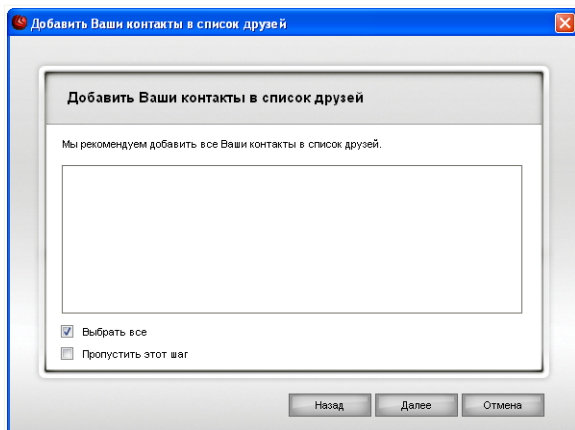 Добавить Ваши контакты в список друзей
Добавить Ваши контакты в список друзей
Мы рекомендуем добавить все Ваши контакты в список друзей.
Выбрать все
Пропустить этот шаг
Назад Далее Отмена